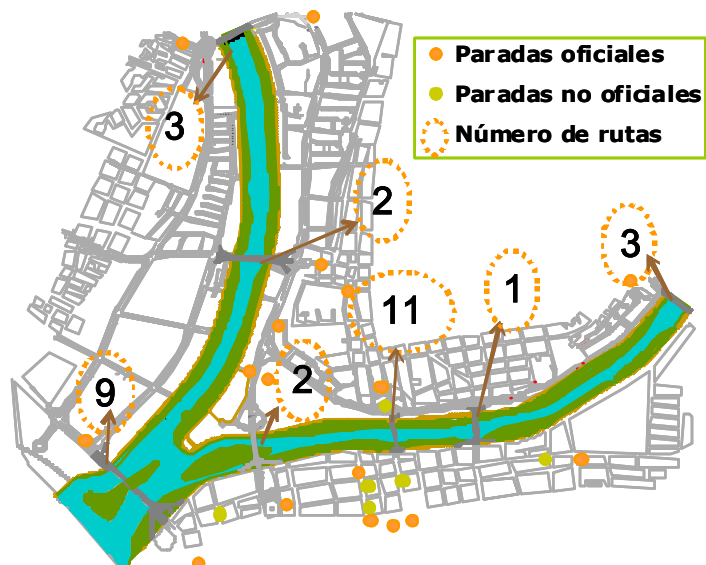 Paradas oficiales
Paradas no oficiales
Número de rutas
3
2
3
11
1
9
2